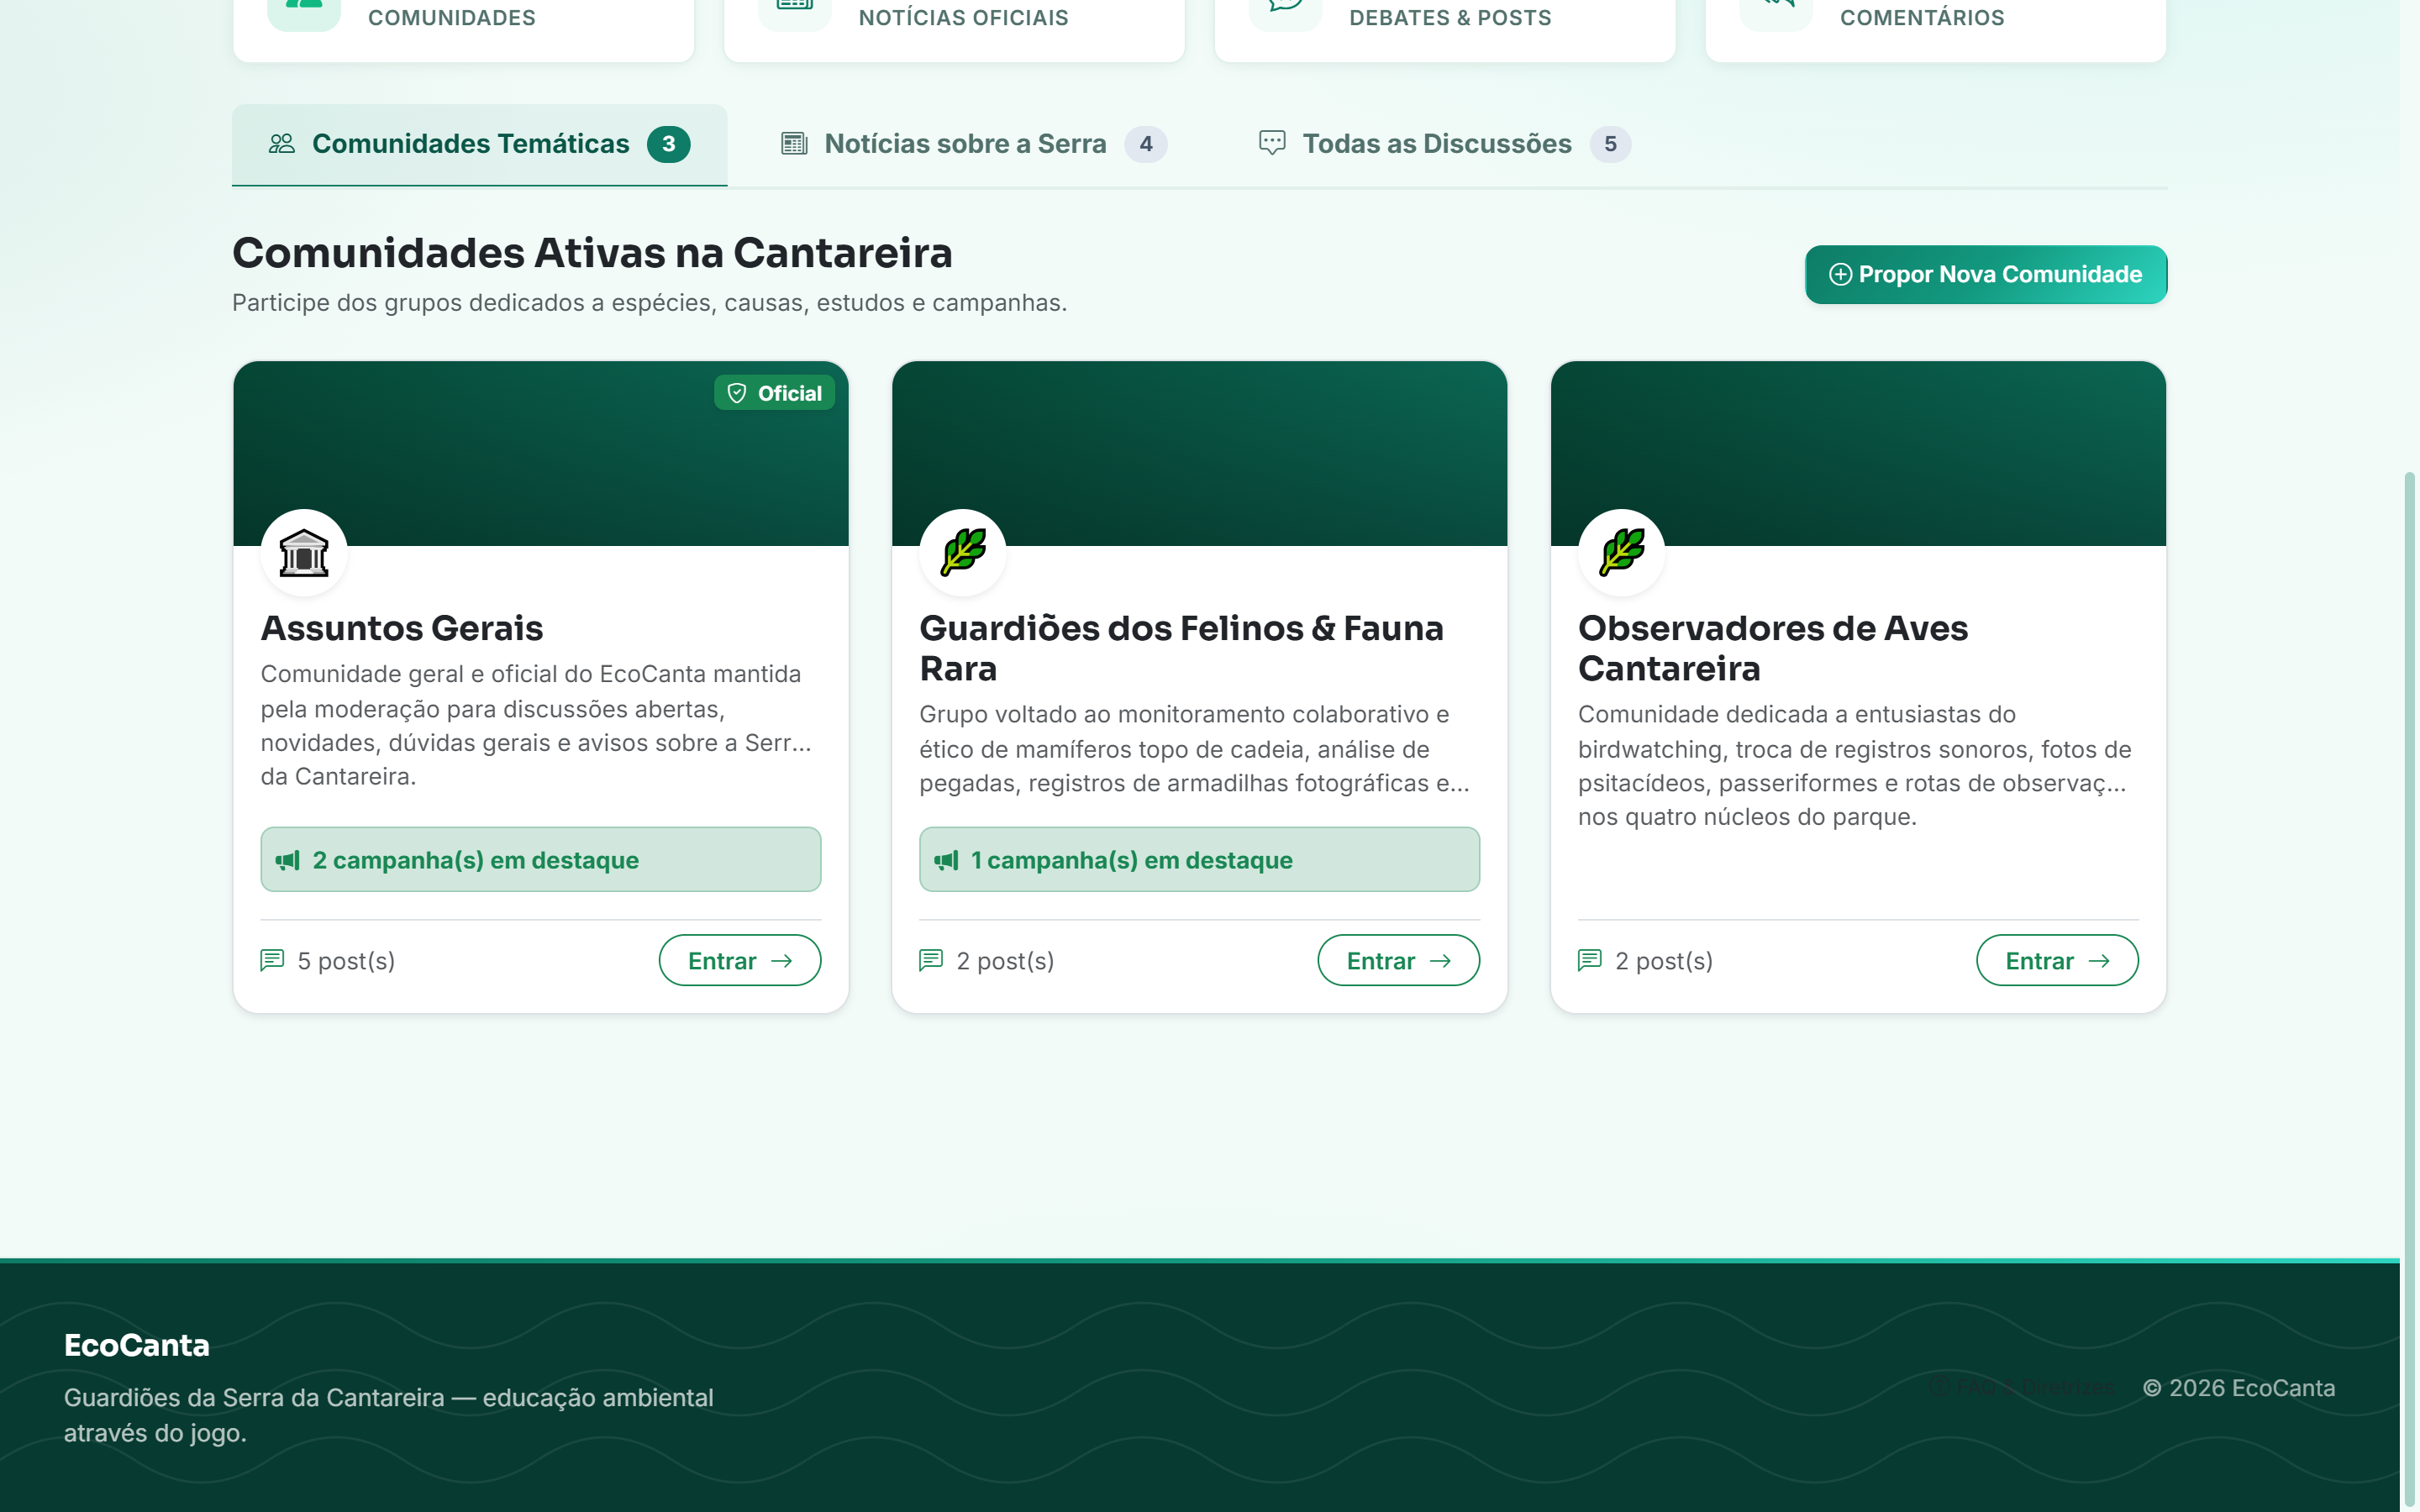 COMUNIDADES
NOTÍCIAS OFICIAIS
DEBATES & POSTS
COMENTÁRIOS
Comunidades Temáticas 3
Notícias sobre a Serra 4
Todas as Discussões 5
Comunidades Ativas na Cantareira
Participe dos grupos dedicados a espécies, causas, estudos e campanhas.
Propor Nova Comunidade
Oficial
Assuntos Gerais
Comunidade geral e oficial do EcoCanta mantida
pela moderação para discussões abertas,
novidades, dúvidas gerais e avisos sobre a Serr...
da Cantareira.
2 campanha(s) em destaque
5 post(s)
Entrar
Guardiões dos Felinos & Fauna
Rara
Grupo voltado ao monitoramento colaborativo e
ético de mamíferos topo de cadeia, análise de
pegadas, registros de armadilhas fotográficas e...
1 campanha(s) em destaque
2 post(s)
Entrar
Observadores de Aves
Cantareira
Comunidade dedicada a entusiastas do
birdwatching, troca de registros sonoros, fotos de
psitacídeos, passeriformes e rotas de observaç...
nos quatro núcleos do parque.
2 post(s)
Entrar
EcoCanta
Guardiões da Serra da Cantareira — educação ambiental
através do jogo.
FAQ & Diretrizes
© 2026 EcoCanta